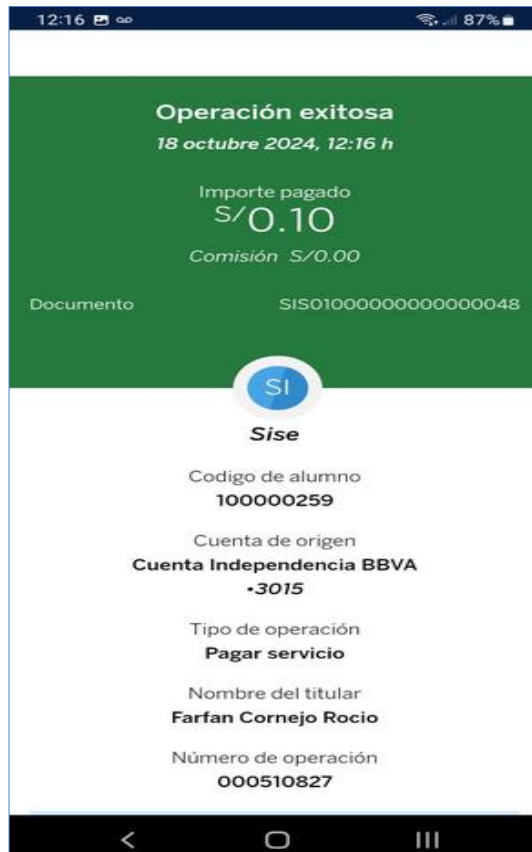 12:16 87%
Operación exitosa
18 octubre 2024, 12:16 h
Importe pagado
S/0.10
Comisión S/0.00
Documento SIS01000000000000048
SI
Sise
Codigo de alumno
100000259
Cuenta de origen
Cuenta Independencia BBVA
•3015
Tipo de operación
Pagar servicio
Nombre del titular
Farfan Cornejo Rocio
Número de operación
000510827